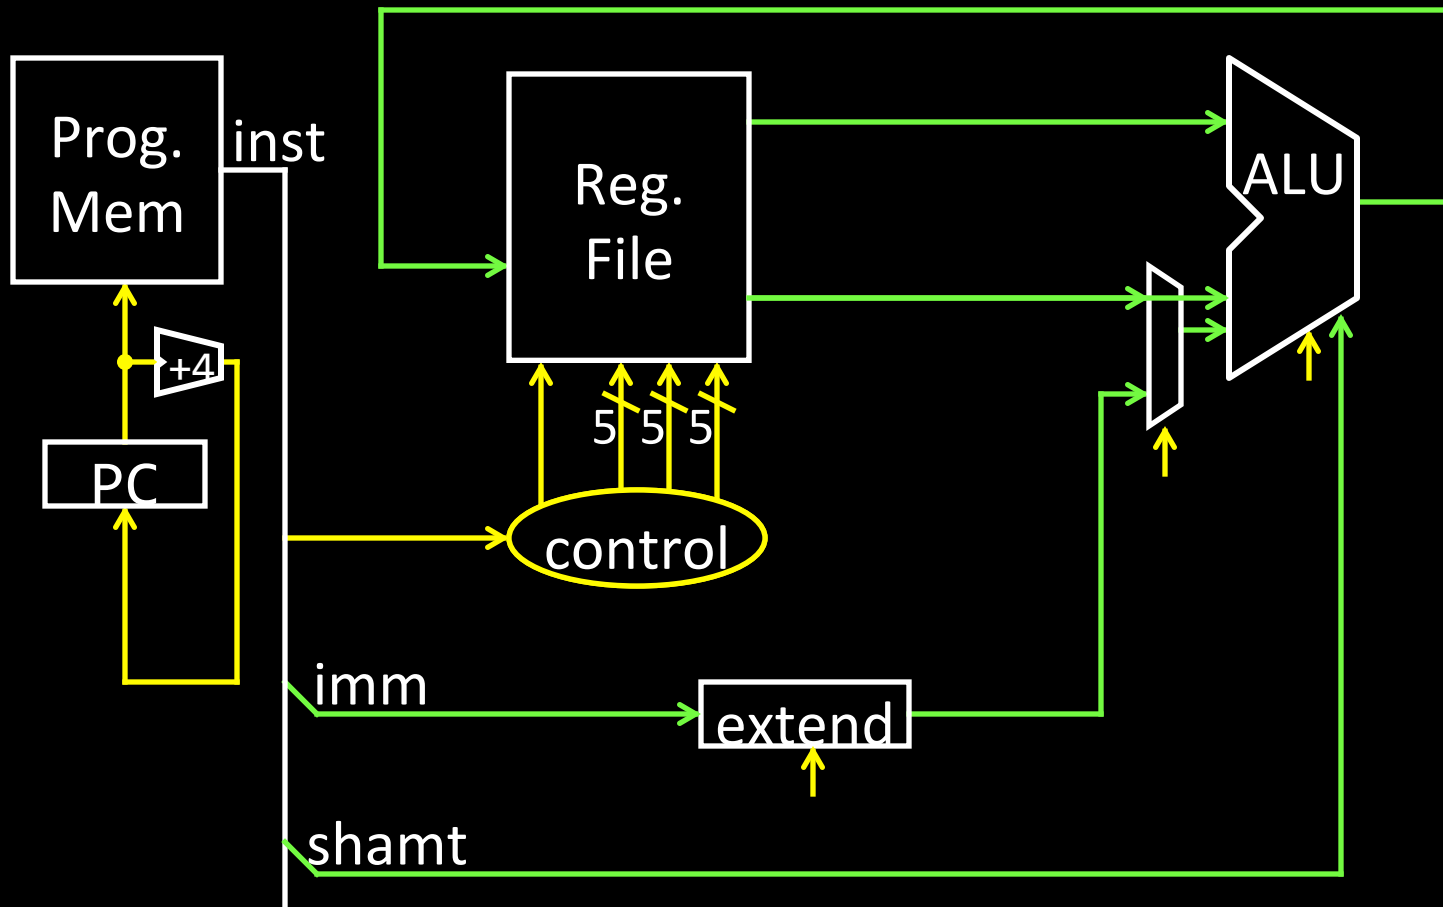 Prog.
Mem
inst
Reg.
File
ALU
+4
5 5 5
PC
control
imm
extend
shamt